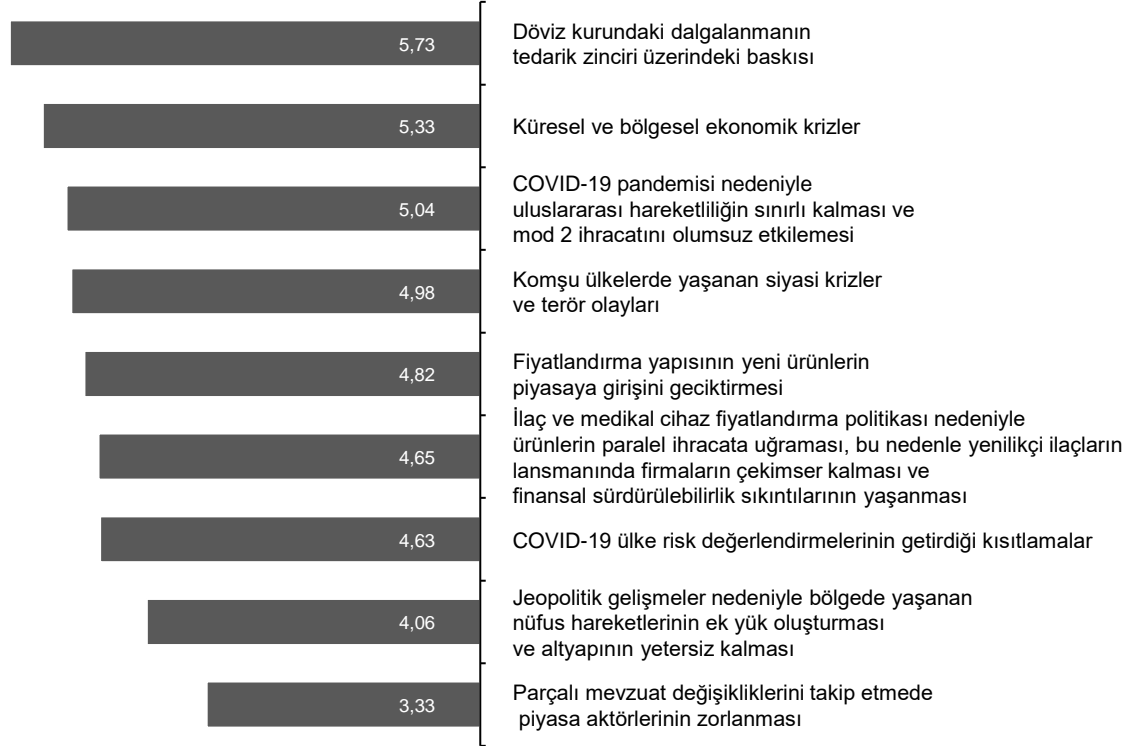 5,73
Döviz kurundaki dalgalanmanın
tedarik zinciri üzerindeki baskısı
5,33
Küresel ve bölgesel ekonomik krizler
5,04
COVID-19 pandemisi nedeniyle
uluslararası hareketliliğin sınırlı kalması ve
mod 2 ihracatını olumsuz etkilemesi
4,98
Komşu ülkelerde yaşanan siyasi krizler
ve terör olayları
4,82
Fiyatlandırma yapısının yeni ürünlerin
piyasaya girişini geciktirmesi
4,65
İlaç ve medikal cihaz fiyatlandırma politikası nedeniyle
ürünlerin paralel ihracata uğraması, bu nedenle yenilikçi ilaçların
lansmanında firmaların çekimser kalması ve
finansal sürdürülebilirlik sıkıntılarının yaşanması
4,63
COVID-19 ülke risk değerlendirmelerinin getirdiği kısıtlamalar
4,06
Jeopolitik gelişmeler nedeniyle bölgede yaşanan
nüfus hareketlerinin ek yük oluşturması
ve altyapının yetersiz kalması
3,33
Parçalı mevzuat değişikliklerini takip etmede
piyasa aktörlerinin zorlanması